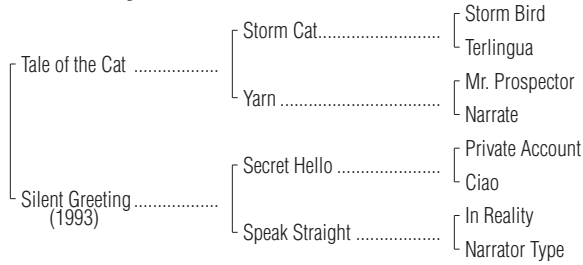 Storm Bird
Storm Cat....................
Terlingua
Tale of the Cat ..................
Mr. Prospector
Yarn ..................................
Narrate
Private Account
Secret Hello ......................
Ciao
Silent Greeting ..................
(1993)
In Reality
Speak Straight ..................
Narrator Type